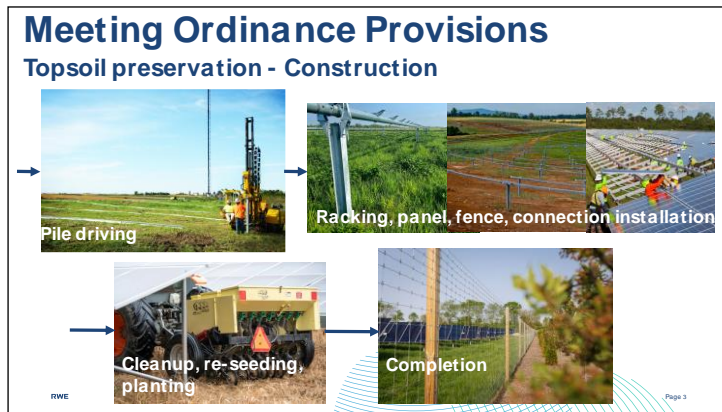 Meeting Ordinance Provisions
Topsoil preservation - Construction
Pile driving
Racking, panel, fence, connection installation
Cleanup, re-seeding,
planting
Completion
RWE
Page 3